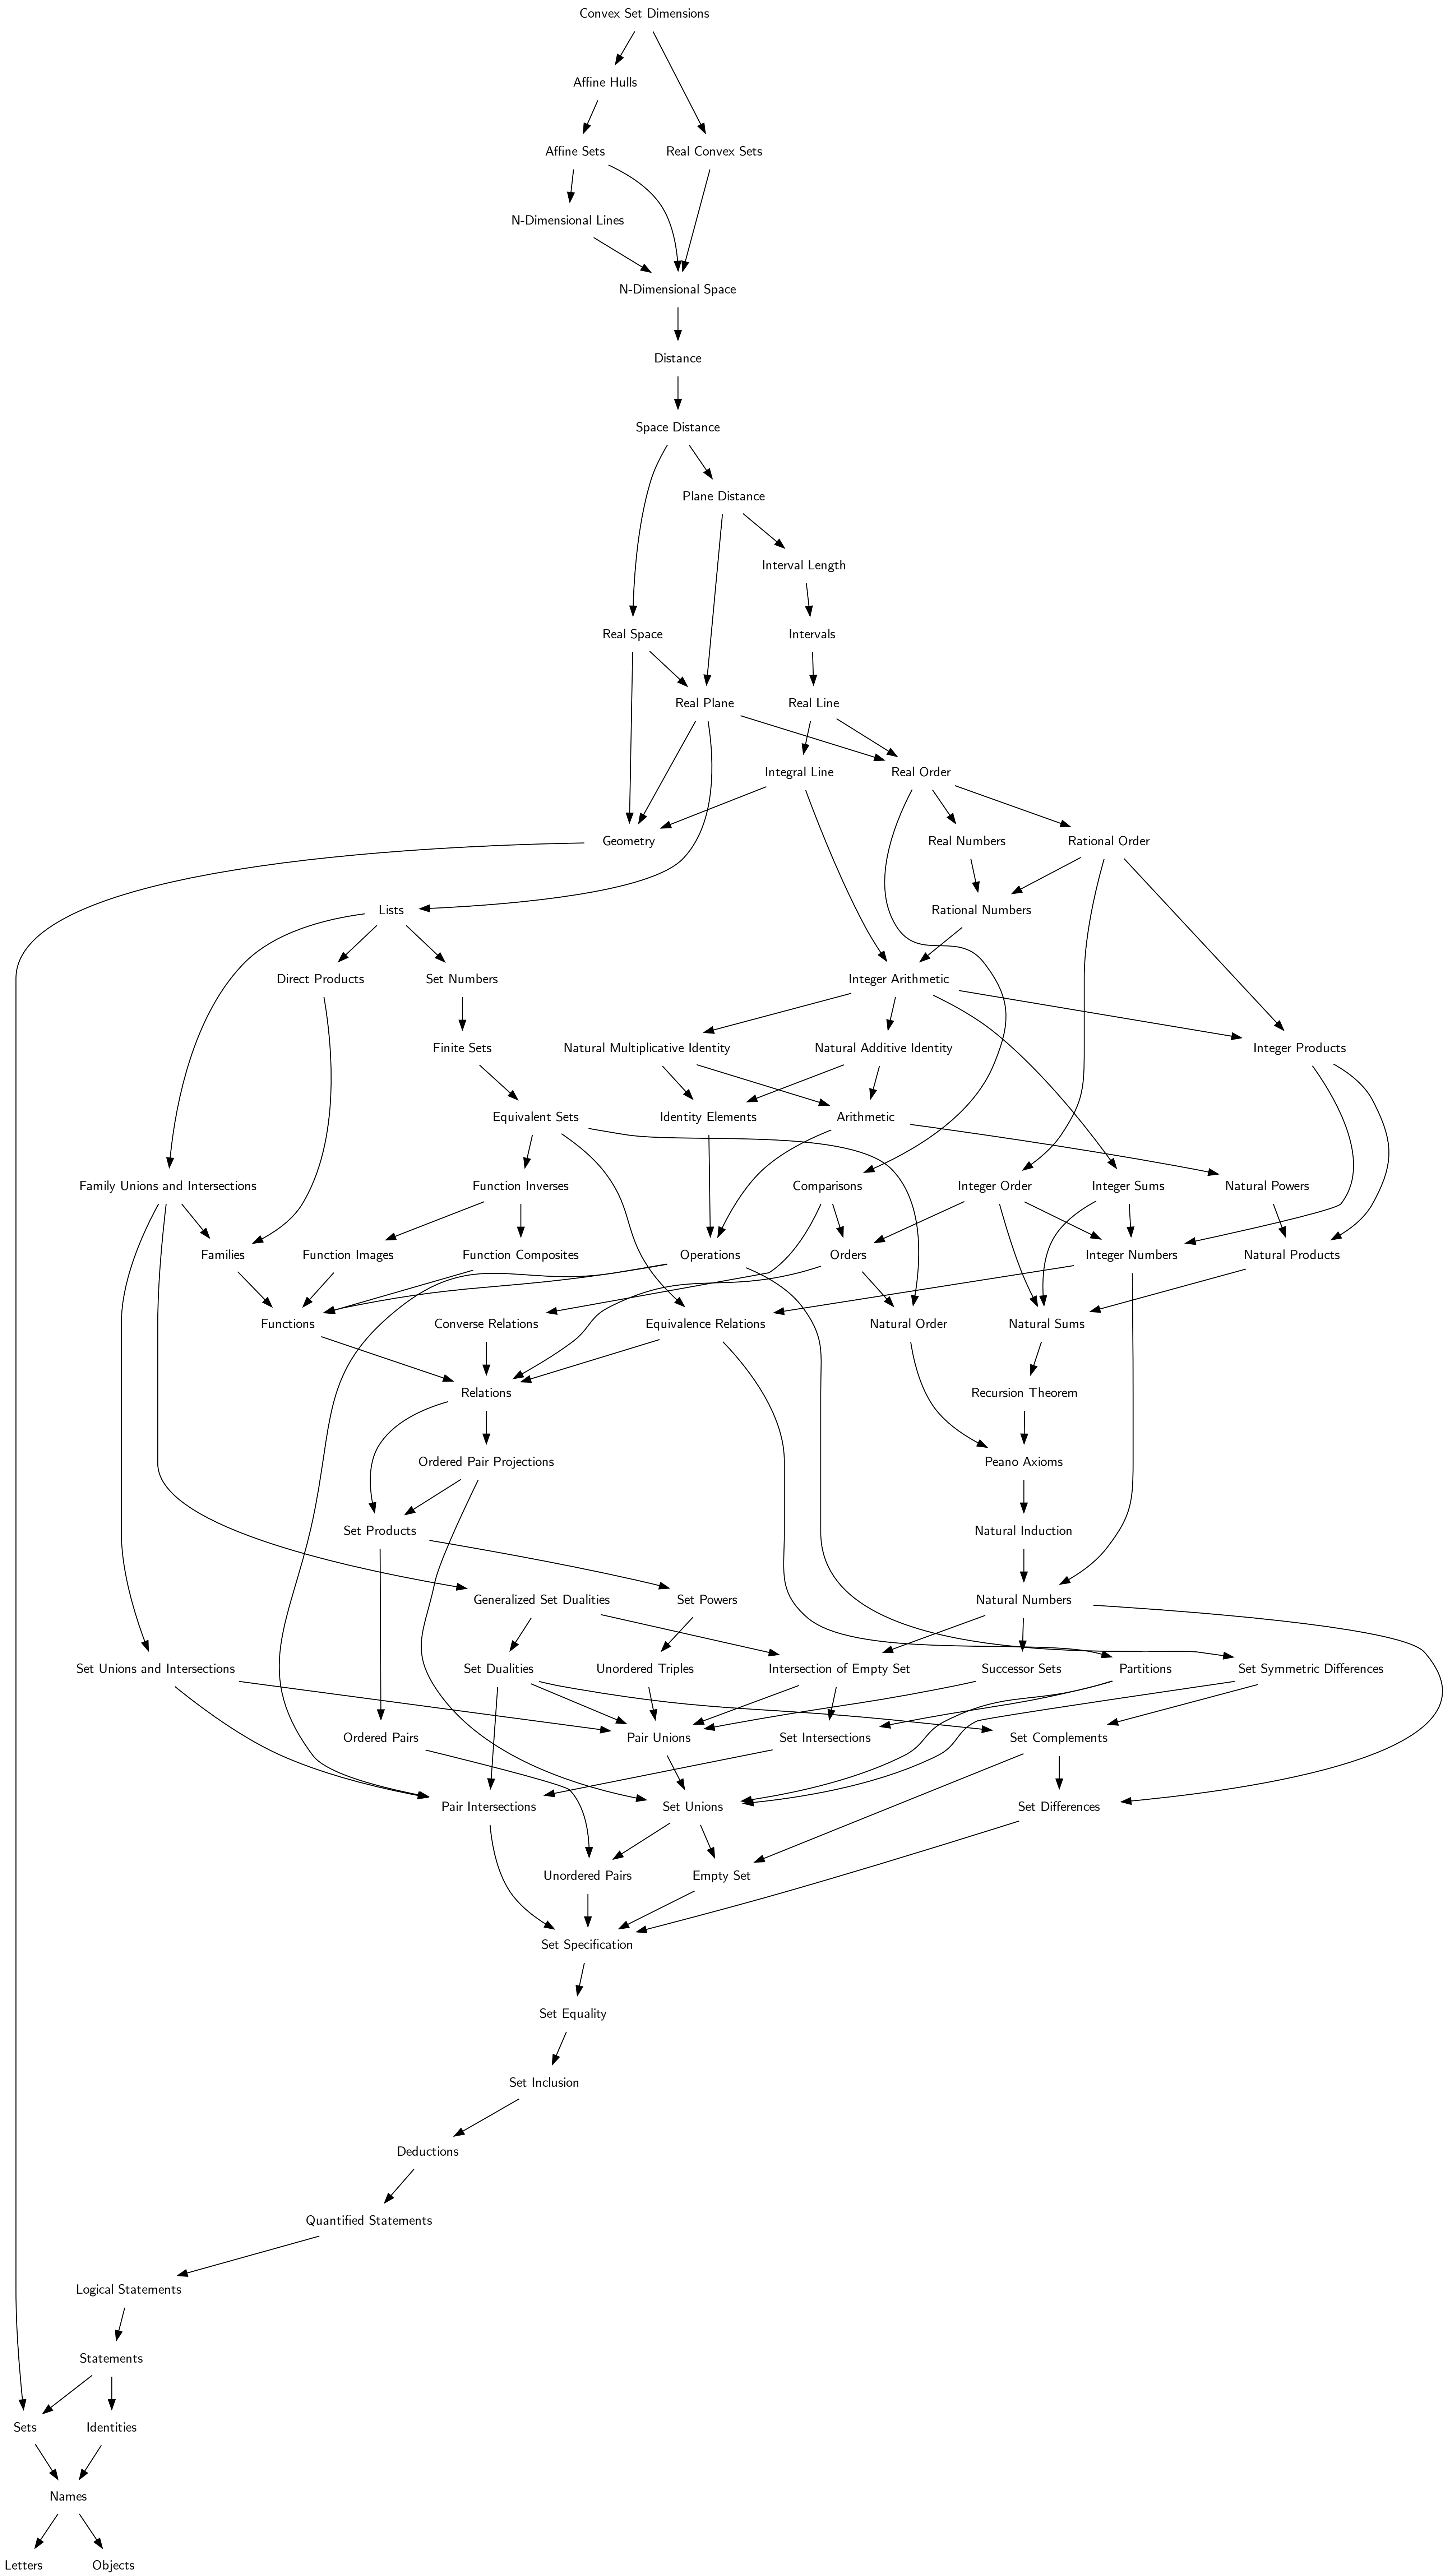 Convex Set Dimensions
Affine Hulls
Affine Sets
Real Convex Sets
N-Dimensional Lines
N-Dimensional Space
Distance
Space Distance
Plane Distance
Interval Length
Real Space
Intervals
Real Plane
Real Line
Integral Line
Real Order
Geometry
Real Numbers
Rational Order
Lists
Rational Numbers
Direct Products
Set Numbers
Integer Arithmetic
Finite Sets
Natural Multiplicative Identity
Natural Additive Identity
Integer Products
Equivalent Sets
Identity Elements
Arithmetic
Family Unions and Intersections
Function Inverses
Comparisons
Integer Order
Integer Sums
Natural Powers
Families
Function Images
Function Composites
Operations
Orders
Integer Numbers
Natural Products
Functions
Converse Relations
Equivalence Relations
Natural Order
Natural Sums
Relations
Recursion Theorem
Ordered Pair Projections
Peano Axioms
Set Products
Natural Induction
Generalized Set Dualities
Set Powers
Natural Numbers
Set Unions and Intersections
Set Dualities
Unordered Triples
Intersection of Empty Set
Successor Sets
Partitions
Set Symmetric Differences
Ordered Pairs
Pair Unions
Set Intersections
Set Complements
Pair Intersections
Set Unions
Set Differences
Unordered Pairs
Empty Set
Set Specification
Set Equality
Set Inclusion
Deductions
Quantified Statements
Logical Statements
Statements
Sets
Identities
Names
Letters
Objects